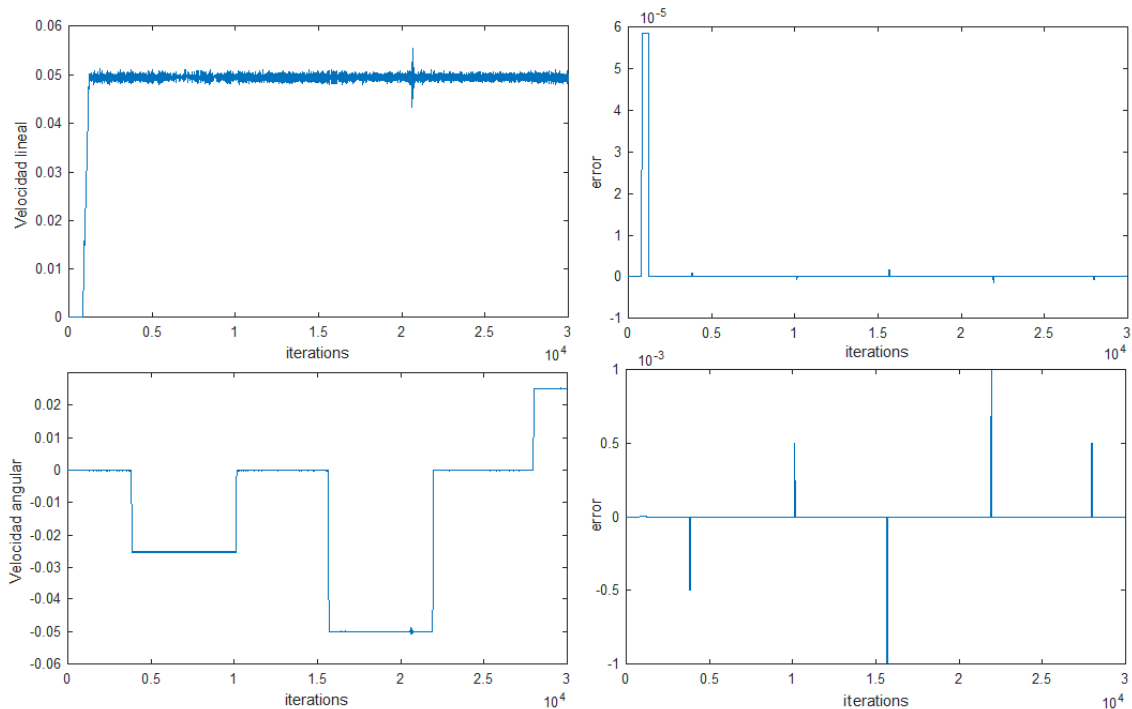 0.06
0.05
0.04
0.03
0.02
0.01
0
Velocidad lineal
0 0.5 1 1.5 2 2.5 3
iterations
10^4
10^-5
6
5
4
3
2
1
0
-1
error
0 0.5 1 1.5 2 2.5 3
iterations
10^4
0.02
0.01
0
-0.01
-0.02
-0.03
-0.04
-0.05
-0.06
Velocidad angular
0 0.5 1 1.5 2 2.5 3
iterations
10^4
10^-3
1
0.5
0
-0.5
-1
error
0 0.5 1 1.5 2 2.5 3
iterations
10^4